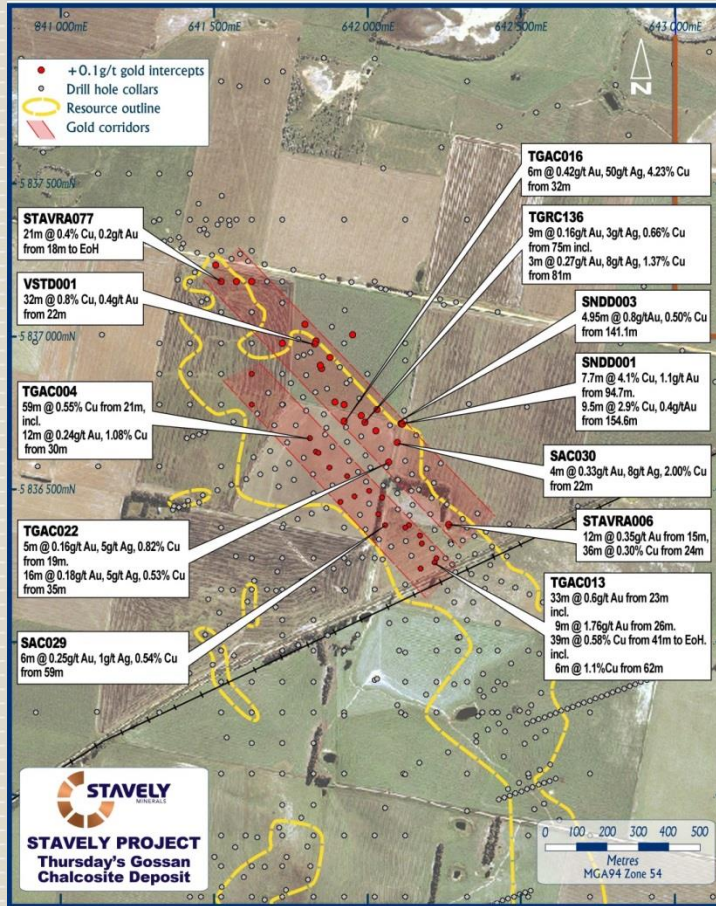 841 000mE
641 500mE
642 000mE
642 500mE
643 000mE
+0.1g/t gold intercepts
Drill hole collars
Resource outline
Gold corridors
N
5 837 500mN
5 837 000mN
5 836 500mN
TGAC016
6m @ 0.42g/t Au, 50g/t Ag, 4.23% Cu
from 32m
STAVRA077
21m @ 0.4% Cu, 0.2g/t Au
from 18m to EoH
TGRC136
9m @ 0.16g/t Au, 3g/t Ag, 0.66% Cu
from 75m incl.
3m @ 0.27g/t Au, 8g/t Ag, 1.37% Cu
from 81m
VSTD001
32m @ 0.8% Cu, 0.4g/t Au
from 22m
SNDD003
4.95m @ 0.8g/tAu, 0.50% Cu
from 141.1m
SNDD001
7.7m @ 4.1% Cu, 1.1g/t Au
from 94.7m.
9.5m @ 2.9% Cu, 0.4g/tAu
from 154.6m
TGAC004
59m @ 0.55% Cu from 21m,
incl.
12m @ 0.24g/t Au, 1.08% Cu
from 30m
SAC030
4m @ 0.33g/t Au, 8g/t Ag, 2.00% Cu
from 22m
STAVRA006
12m @ 0.35g/t Au from 15m,
36m @ 0.30% Cu from 24m
TGAC022
5m @ 0.16g/t Au, 5g/t Ag, 0.82% Cu
from 19m.
16m @ 0.18g/t Au, 5g/t Ag, 0.53% Cu
from 35m
TGAC013
33m @ 0.6g/t Au from 23m
incl.
9m @ 1.76g/t Au from 26m.
39m @ 0.58% Cu from 41m to EoH.
incl.
6m @ 1.1%Cu from 62m
SAC029
6m @ 0.25g/t Au, 1g/t Ag, 0.54% Cu
from 59m
STAVELY
MINERALS
STAVELY PROJECT
Thursday's Gossan
Chalcosite Deposit
0 100 200 300 400 500
Metres
MGA94 Zone 54